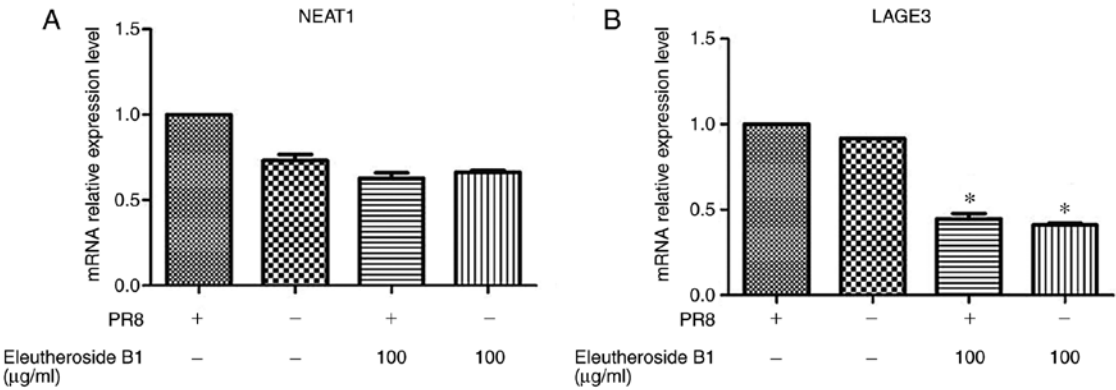 A
NEAT1
mRNA relative expression level
1.5
1.0
0.5
0.0
PR8 + − + −
Eleutheroside B1 − − 100 100
(μg/ml)
B
LAGE3
mRNA relative expression level
1.5
1.0
0.5
0.0
* *
PR8 + − + −
Eleutheroside B1 − − 100 100
(μg/ml)